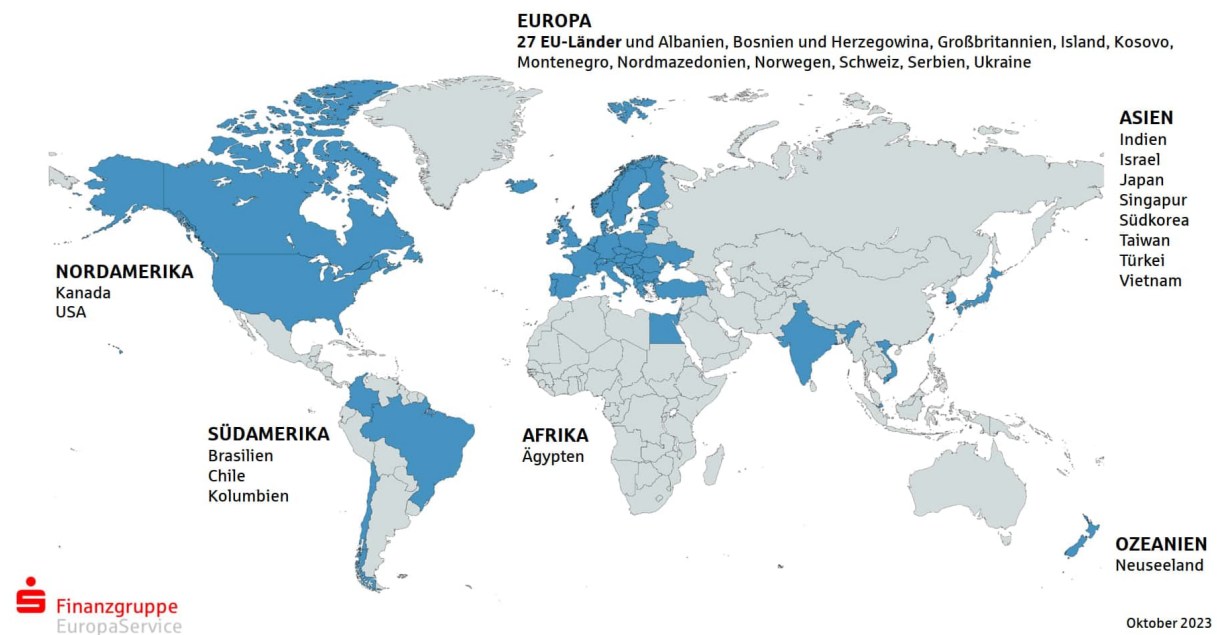 EUROPA
27 EU-Länder und Albanien, Bosnien und Herzegowina, Großbritannien, Island, Kosovo,
Montenegro, Nordmazedonien, Norwegen, Schweiz, Serbien, Ukraine
ASIEN
Indien
Israel
Japan
Singapur
Südkorea
Taiwan
Türkei
Vietnam
NORDAMERIKA
Kanada
USA
SÜDAMERIKA
Brasilien
Chile
Kolumbien
AFRIKA
Ägypten
OZEANIEN
Neuseeland
Finanzgruppe
EuropaService
Oktober 2023